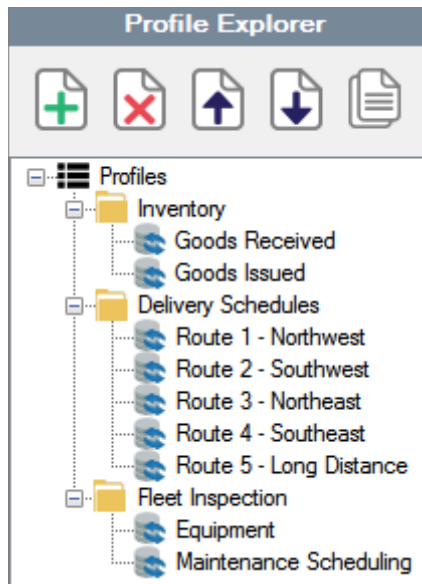 Profile Explorer
Profiles
Inventory
Goods Received
Goods Issued
Delivery Schedules
Route 1 - Northwest
Route 2 - Southwest
Route 3 - Northeast
Route 4 - Southeast
Route 5 - Long Distance
Fleet Inspection
Equipment
Maintenance Scheduling